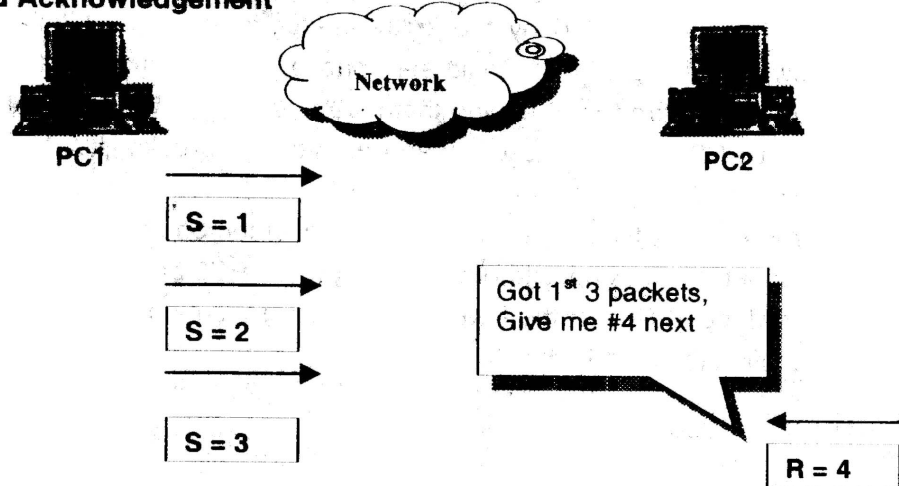 Acknowledgement
Network
PC1
PC2
S = 1
S = 2
Got 1st 3 packets,
Give me #4 next
S = 3
R = 4